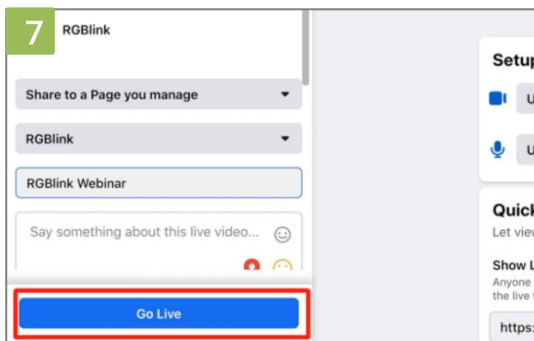 7
RGBlink
Share to a Page you manage
RGBlink
RGBlink Webinar
Say something about this live video...
Go Live
Setup
U
U
Quick
Let view
Show L
Anyone
the live
https: